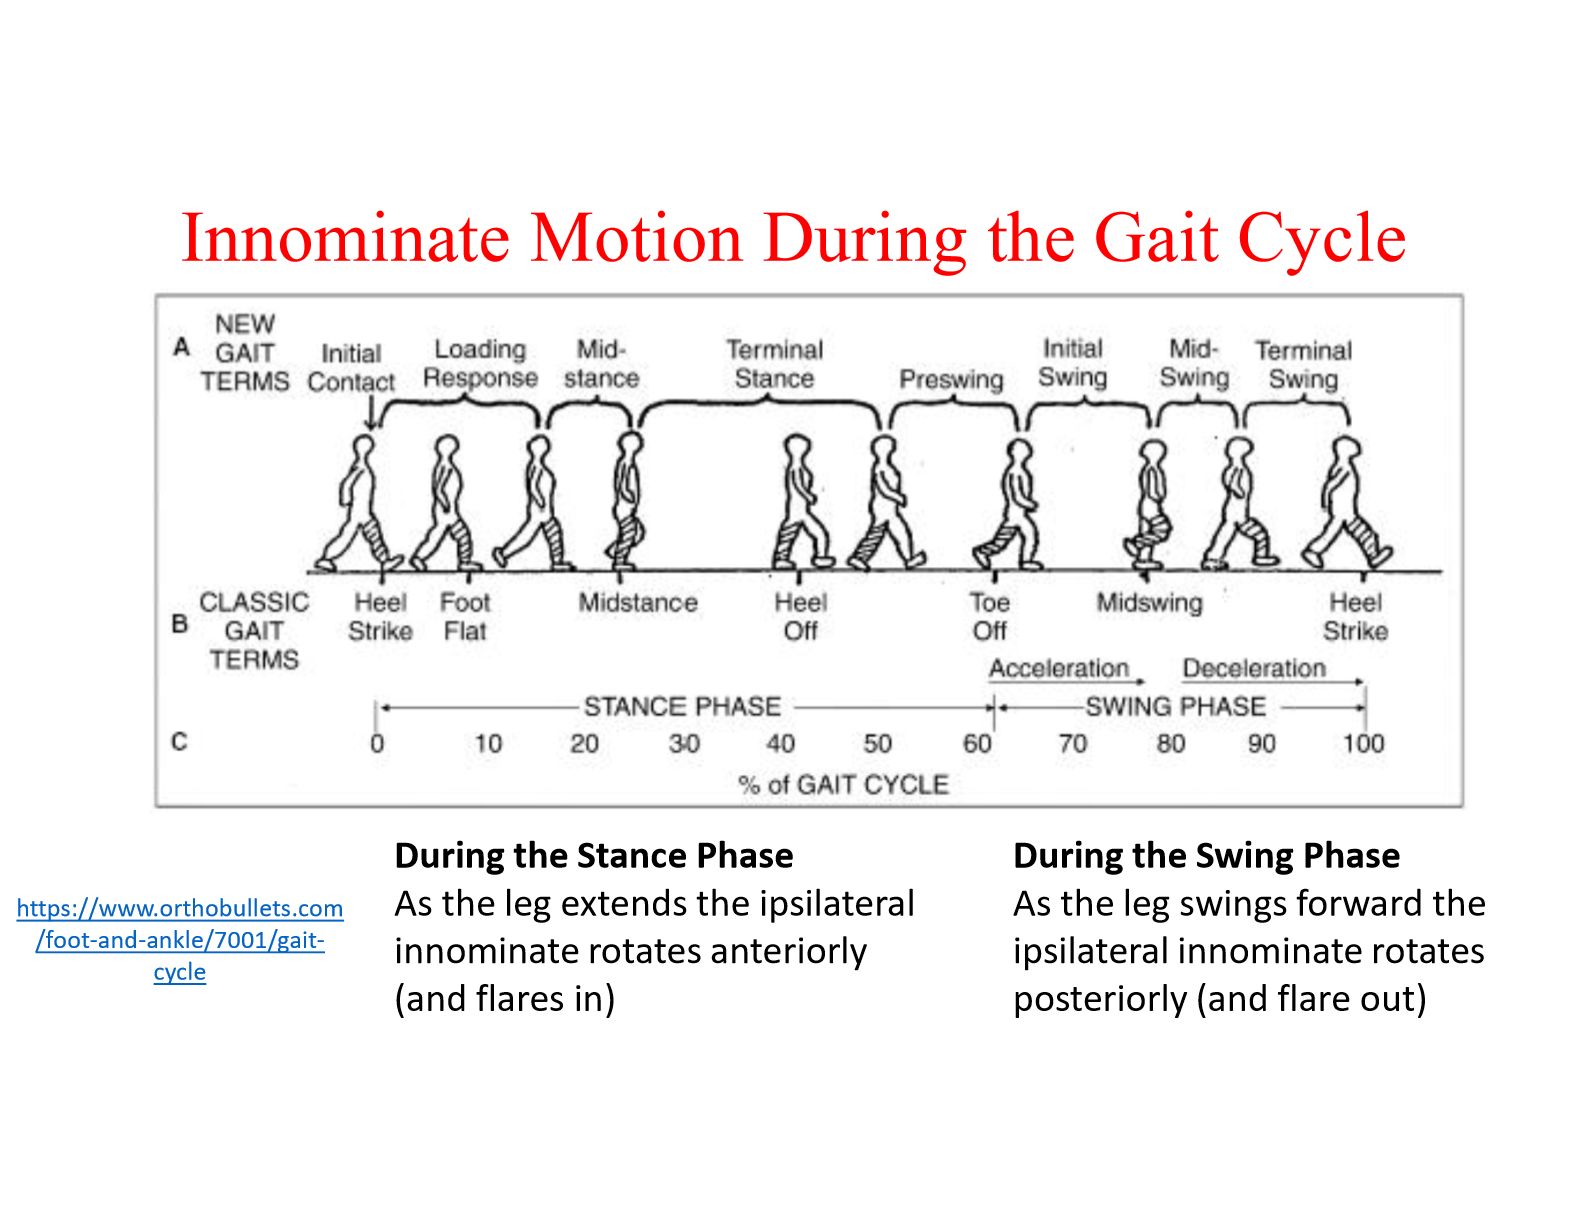 Innominate Motion During the Gait Cycle
A
NEW
GAIT
TERMS
Initial
Contact
Loading
Response
Mid-
stance
Terminal
Stance
Preswing
Initial
Swing
Mid-
Swing
Terminal
Swing
B
CLASSIC
GAIT
TERMS
Heel
Strike
Foot
Flat
Midstance
Heel
Off
Toe
Off
Midswing
Heel
Strike
Acceleration
Deceleration
STANCE PHASE
SWING PHASE
C
0 10 20 30 40 50 60 70 80 90 100
% of GAIT CYCLE
https://www.orthobullets.com
/foot-and-ankle/7001/gait-
cycle
During the Stance Phase
As the leg extends the ipsilateral
innominate rotates anteriorly
(and flares in)
During the Swing Phase
As the leg swings forward the
ipsilateral innominate rotates
posteriorly (and flare out)